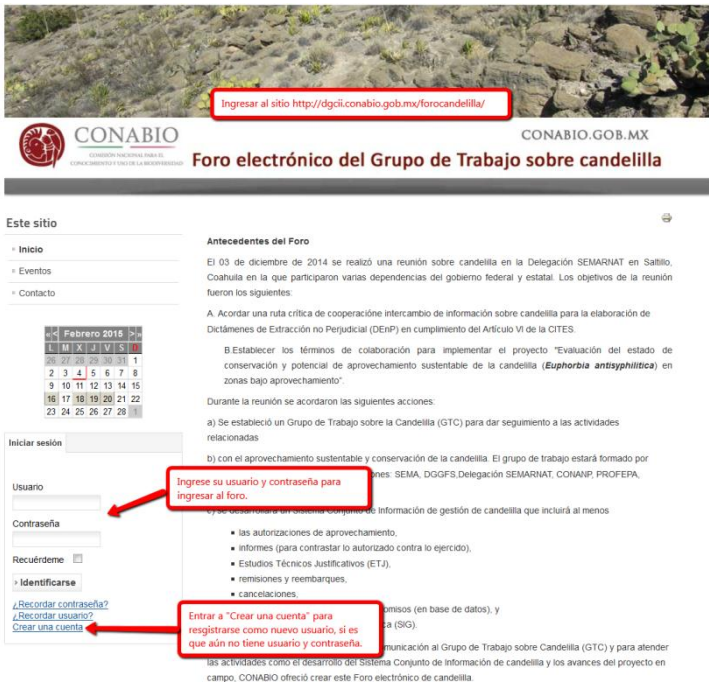 Ingresar al sitio http://dgcii.conabio.gob.mx/forocandelilla/
CONABIO
COMISIÓN NACIONAL PARA EL
CONOCIMIENTO Y USO DE LA BIODIVERSIDAD
CONABIO.GOB.MX
Foro electrónico del Grupo de Trabajo sobre candelilla
Este sitio
Inicio
Eventos
Contacto
«< Febrero 2015 >»
L M X J V S D
26 27 28 29 30 31 1
2 3 4 5 6 7 8
9 10 11 12 13 14 15
16 17 18 19 20 21 22
23 24 25 26 27 28 1
Iniciar sesión
Usuario
Contraseña
Recuérdeme
› Identificarse
¿Recordar contraseña?
¿Recordar usuario?
Crear una cuenta
Antecedentes del Foro
El 03 de diciembre de 2014 se realizó una reunión sobre candelilla en la Delegación SEMARNAT en Saltillo,
Coahuila en la que participaron varias dependencias del gobierno federal y estatal. Los objetivos de la reunión
fueron los siguientes:
A. Acordar una ruta crítica de cooperacióne intercambio de información sobre candelilla para la elaboración de
Dictámenes de Extracción no Perjudicial (DEnP) en cumplimiento del Artículo VI de la CITES.
B.Establecer los términos de colaboración para implementar el proyecto "Evaluación del estado de
conservación y potencial de aprovechamiento sustentable de la candelilla (Euphorbia antisyphilitica) en
zonas bajo aprovechamiento".
Durante la reunión se acordaron las siguientes acciones:
a) Se estableció un Grupo de Trabajo sobre la Candelilla (GTC) para dar seguimiento a las actividades
relacionadas
b) con el aprovechamiento sustentable y conservación de la candelilla. El grupo de trabajo estará formado por
Ingrese su usuario y contraseña para
ingresar al foro.
ones: SEMA, DGGFS,Delegación SEMARNAT, CONANP, PROFEPA,
c) se desarrollará un Sistema Conjunto de Información de gestión de candelilla que incluirá al menos
las autorizaciones de aprovechamiento,
informes (para contrastar lo autorizado contra lo ejercido),
Estudios Técnicos Justificativos (ETJ),
remisiones y reembarques,
cancelaciones,
Entrar a "Crear una cuenta" para
resgistrarse como nuevo usuario, si es
que aún no tiene usuario y contraseña.
omisos (en base de datos), y
ca (SIG).
municación al Grupo de Trabajo sobre Candelilla (GTC) y para atender
las actividades como el desarrollo del Sistema Conjunto de Información de candelilla y los avances del proyecto en
campo, CONABIO ofreció crear este Foro electrónico de candelilla.